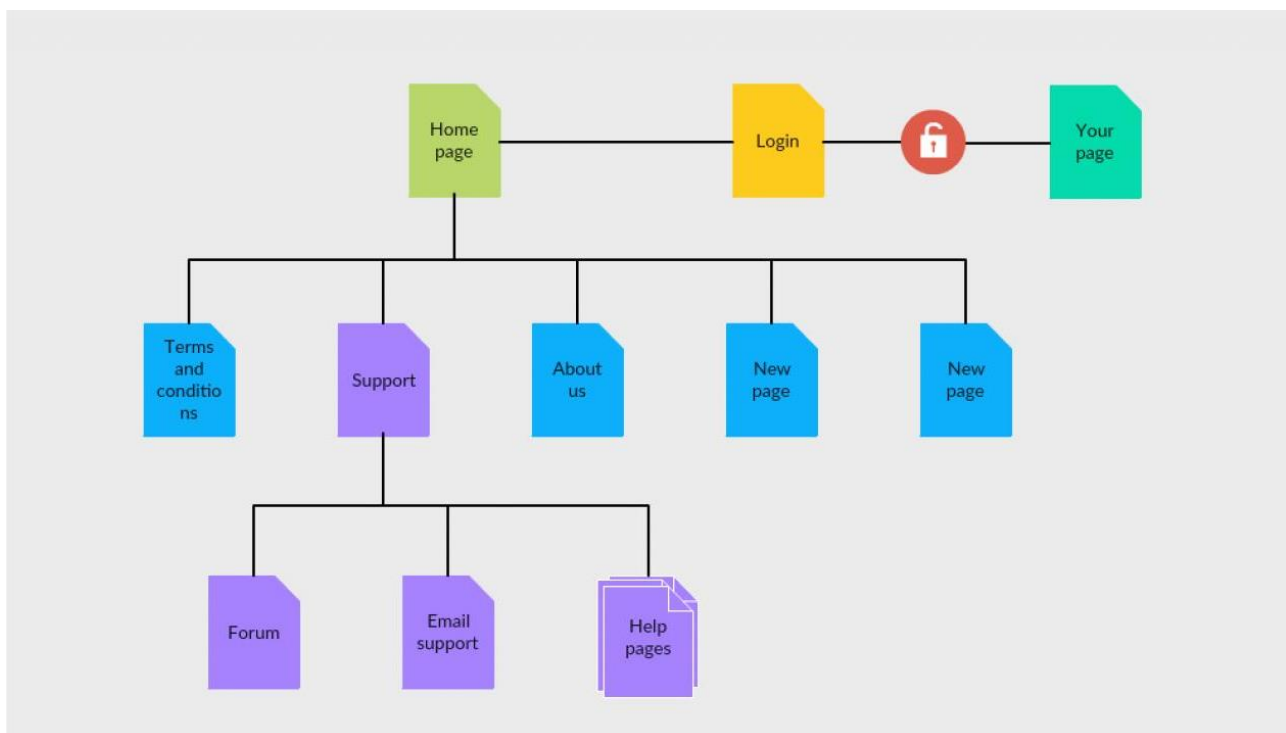 Home
page
Login
Your
page
Terms
and
conditio
ns
Support
About
us
New
page
New
page
Forum
Email
support
Help
pages